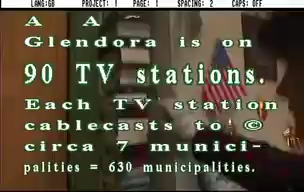 LANG:GB PROJECT: 1 PAGE: 1 SPACING: 2 CAPS: OFF
A A ~
Glendora is on
90 TV stations.
Each TV station
cablecasts to ©
circa 7 munici-
palities = 630 municipalities.